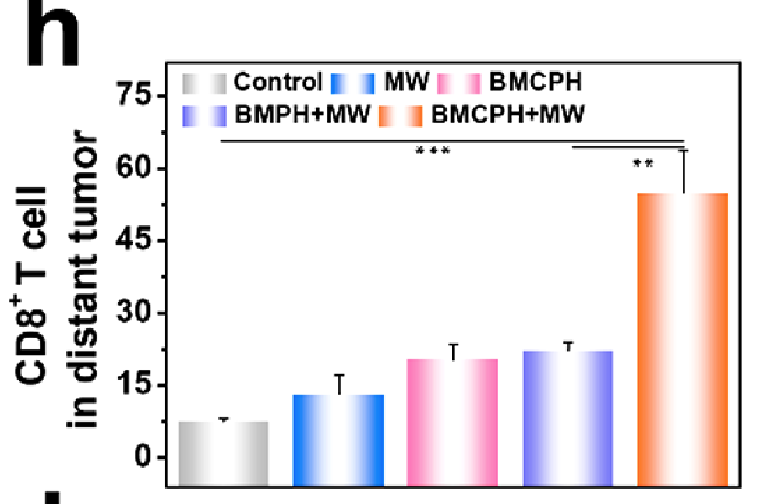 h
Control MW BMCPH
BMPH+MW BMCPH+MW
75
60
45
30
15
0
CD8+ T cell
in distant tumor
***
**